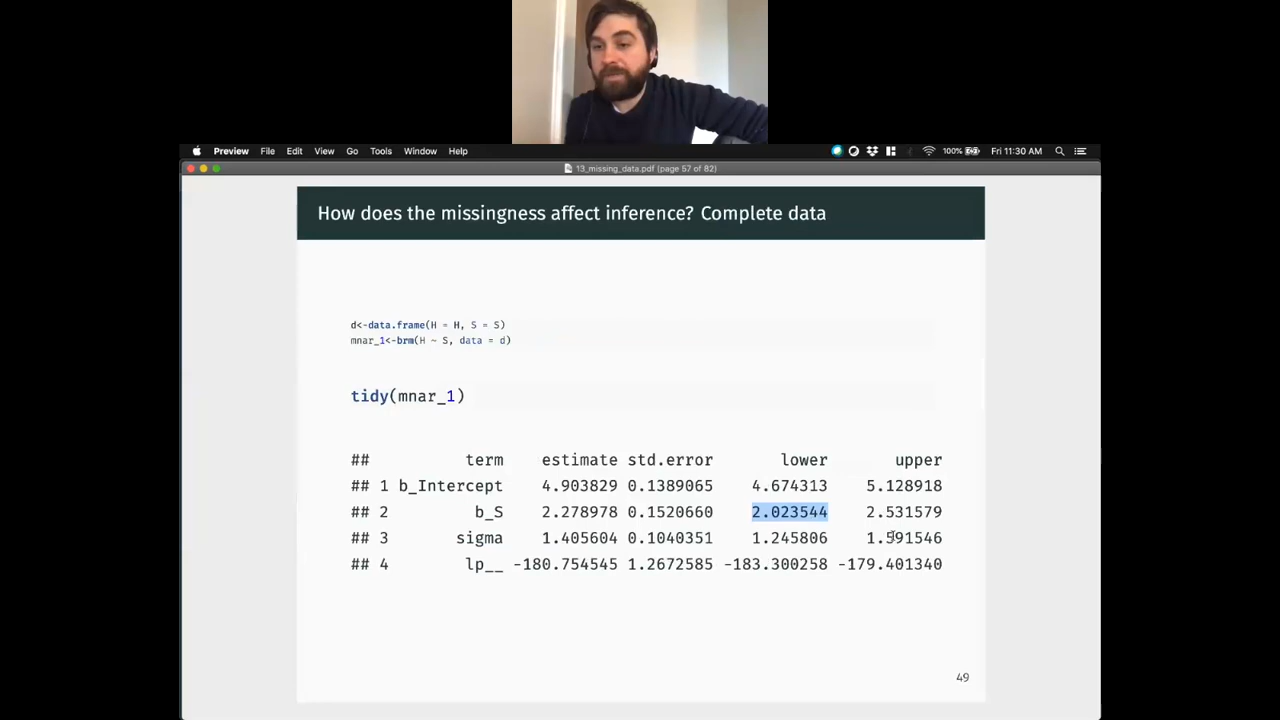 Preview File Edit View Go Tools Window Help 100% Fri 11:30 AM
13_missing_data.pdf (page 57 of 82)
How does the missingness affect inference? Complete data
d<-data.frame(H = H, S = S)
mnar_1<-brm(H ~ S, data = d)
tidy(mnar_1)
## term estimate std.error lower upper
## 1 b_Intercept 4.903829 0.1389065 4.674313 5.128918
## 2 b_S 2.278978 0.1520660 2.023544 2.531579
## 3 sigma 1.405604 0.1040351 1.245806 1.591546
## 4 lp__ -180.754545 1.2672585 -183.300258 -179.401340
49